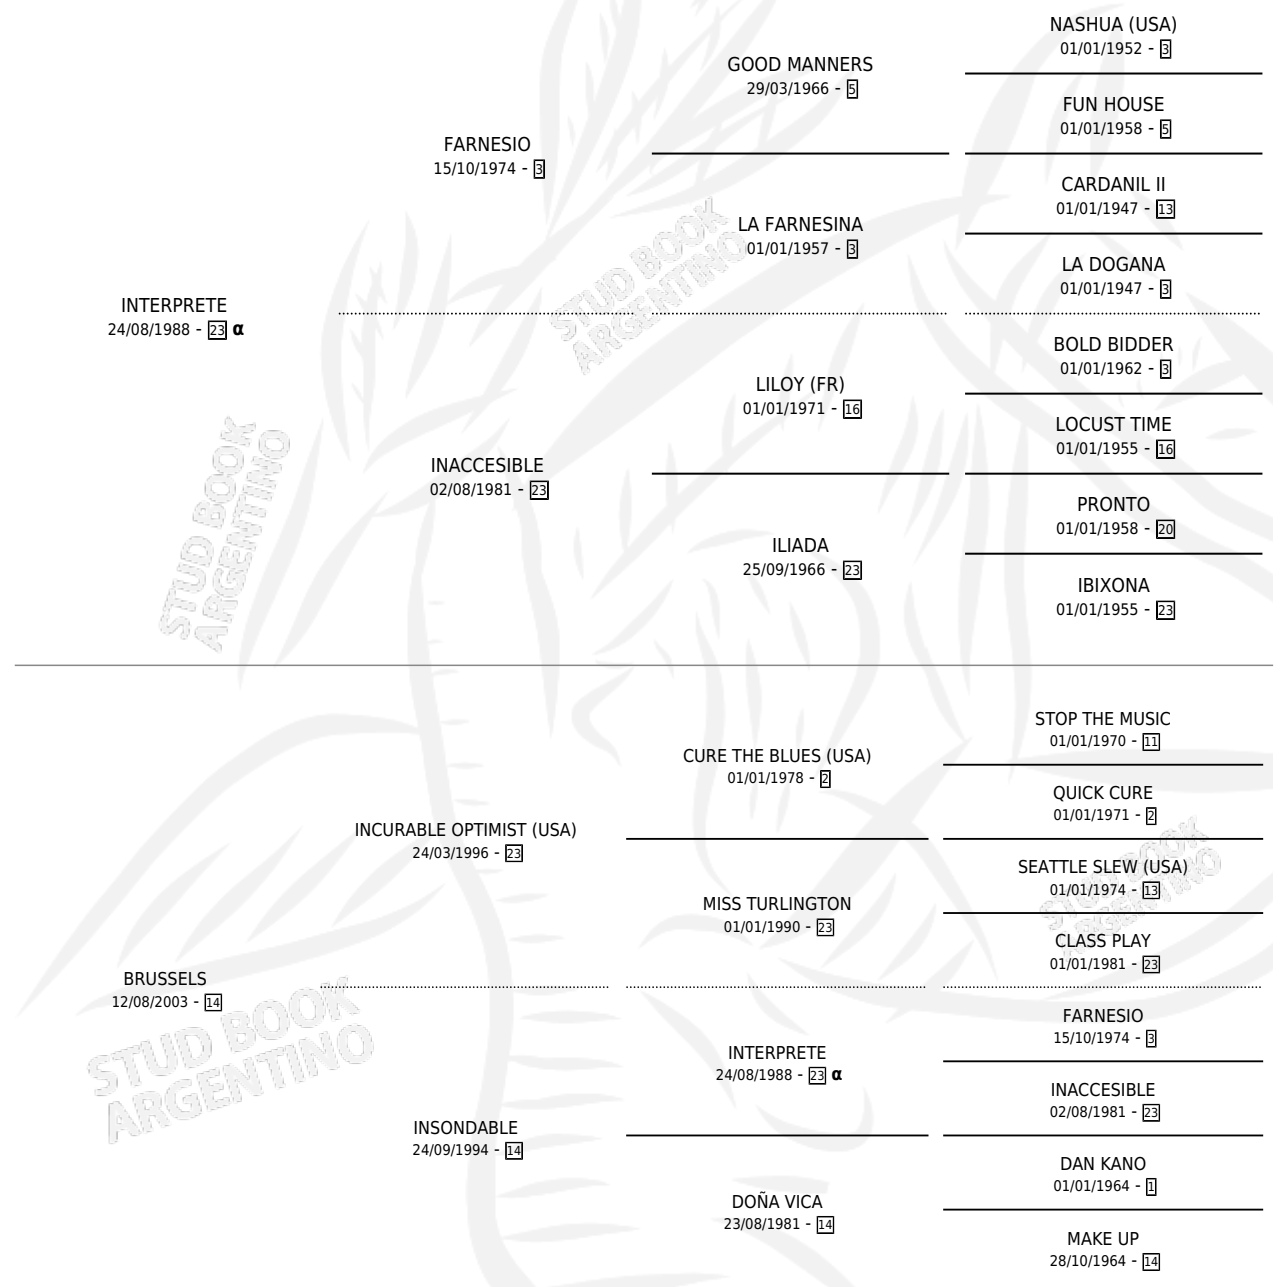 NASHUA (USA)
01/01/1952 - 3
GOOD MANNERS
29/03/1966 - 5
FUN HOUSE
01/01/1958 - 5
FARNESIO
15/10/1974 - 3
CARDANIL II
01/01/1947 - 13
LA FARNESINA
01/01/1957 - 3
LA DOGANA
01/01/1947 - 3
INTERPRETE
24/08/1988 - 23 α
BOLD BIDDER
01/01/1962 - 3
LILOY (FR)
01/01/1971 - 16
LOCUST TIME
01/01/1955 - 16
INACCESIBLE
02/08/1981 - 23
PRONTO
01/01/1958 - 20
ILIADA
25/09/1966 - 23
IBIXONA
01/01/1955 - 23
STUD BOOK
ARGENTINO
STUD BOOK
ARGENTINO
STOP THE MUSIC
01/01/1970 - 11
CURE THE BLUES (USA)
01/01/1978 - 2
QUICK CURE
01/01/1971 - 2
INCURABLE OPTIMIST (USA)
24/03/1996 - 23
SEATTLE SLEW (USA)
01/01/1974 - 13
MISS TURLINGTON
01/01/1990 - 23
CLASS PLAY
01/01/1981 - 23
BRUSSELS
12/08/2003 - 14
FARNESIO
15/10/1974 - 3
INTERPRETE
24/08/1988 - 23 α
INACCESIBLE
02/08/1981 - 23
INSONDABLE
24/09/1994 - 14
DAN KANO
01/01/1964 - 1
DOÑA VICA
23/08/1981 - 14
MAKE UP
28/10/1964 - 14
STUD BOOK
ARGENTINO
STUD BOOK
ARGENTINO